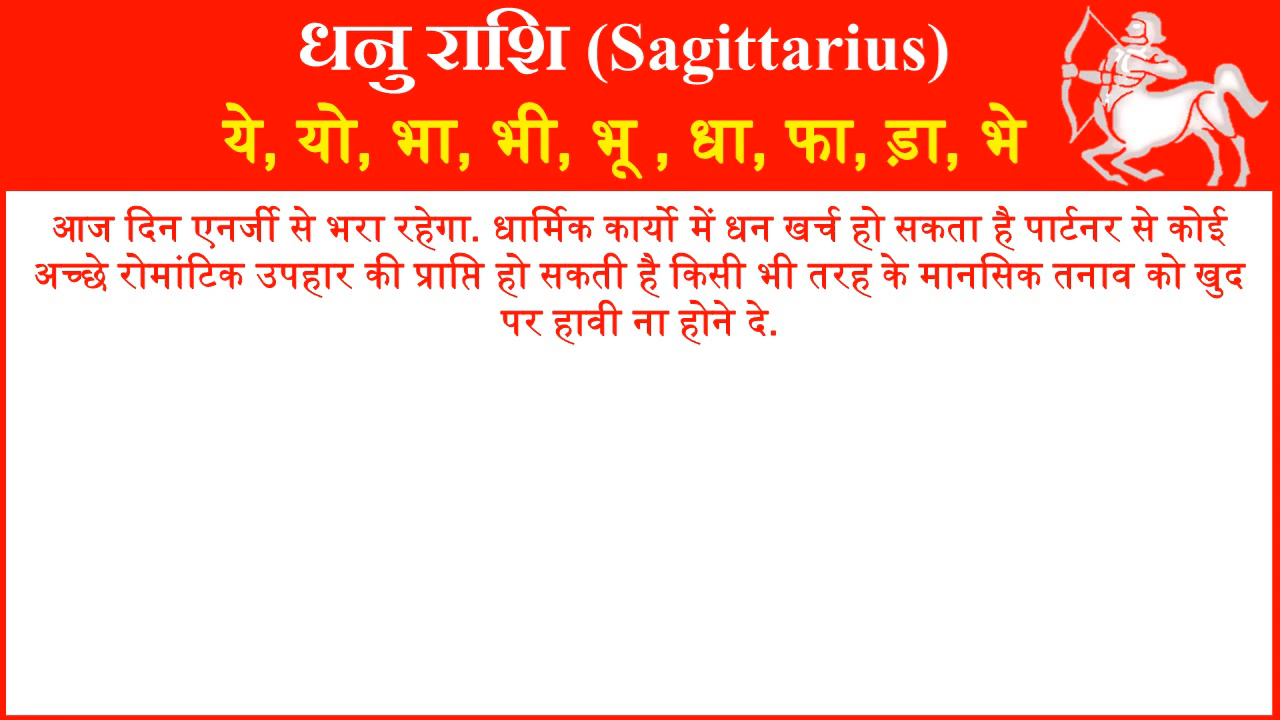 धनु राशि (Sagittarius)
ये, यो, भा, भी, भू , धा, फा, ड़ा, भे
आज दिन एनर्जी से भरा रहेगा. धार्मिक कार्यो में धन खर्च हो सकता है पार्टनर से कोई
अच्छे रोमांटिक उपहार की प्राप्ति हो सकती है किसी भी तरह के मानसिक तनाव को खुद
पर हावी ना होने दे.